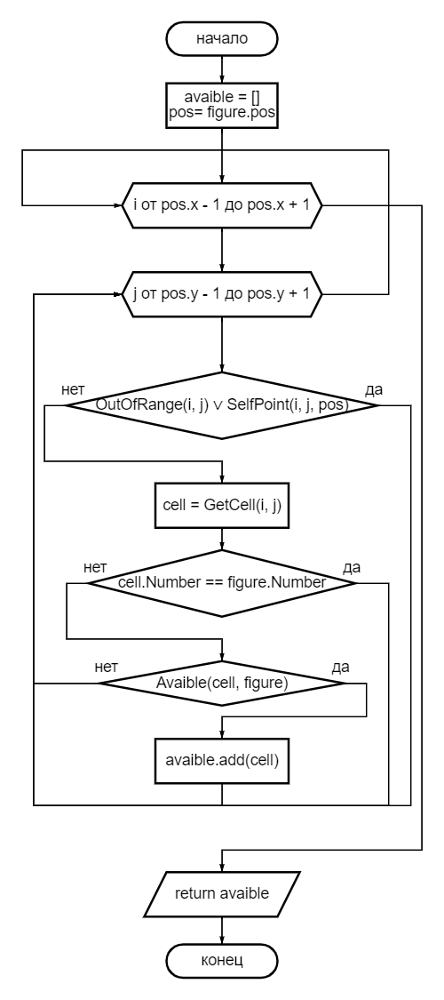 начало
avaible = []
pos= figure.pos
i от pos.x - 1 до pos.x + 1
j от pos.y - 1 до pos.y + 1
нет
да
OutOfRange(i, j) ∨ SelfPoint(i, j, pos)
cell = GetCell(i, j)
нет
да
cell.Number == figure.Number
нет
да
Avaible(cell, figure)
avaible.add(cell)
return avaible
конец